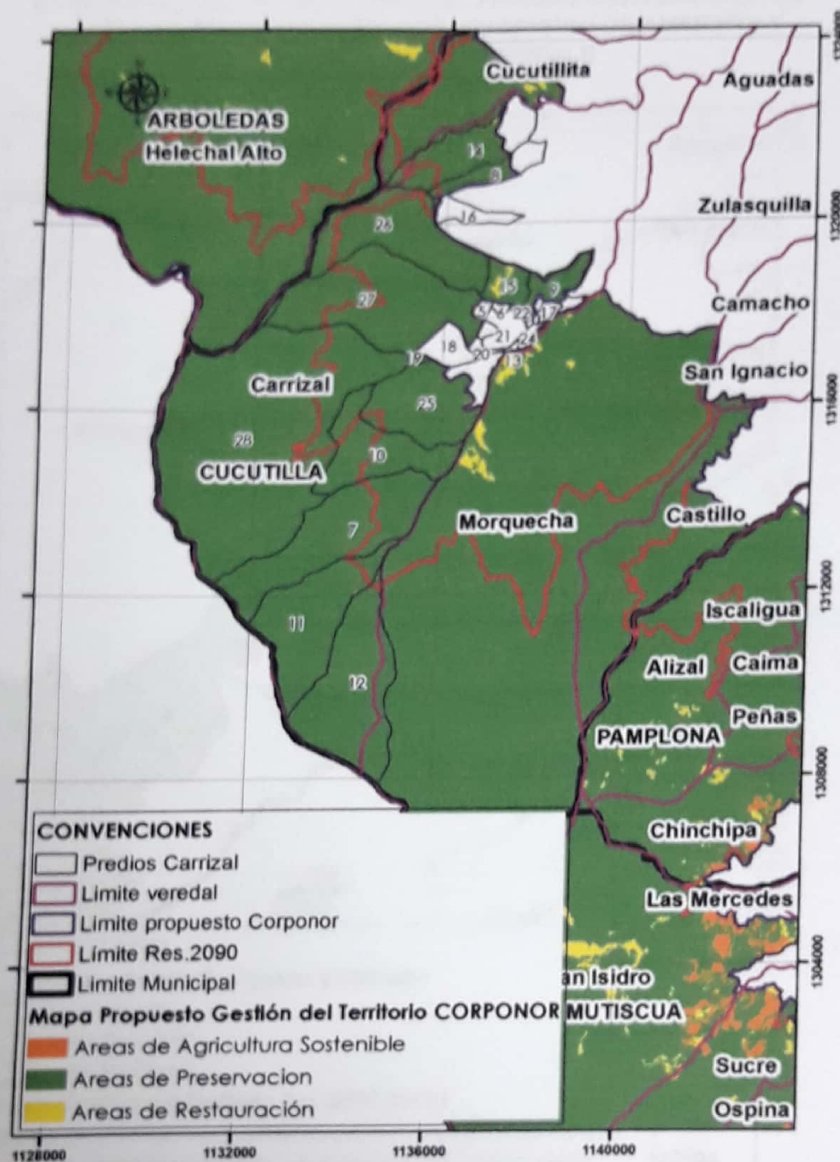 Cucutillita
Aguadas
ARBOLEDAS
Helechal Alto
14
8
Zulasquilla
16
26
15
9
27
Camacho
5 6 22 17
21 24
18
19
20 13
San Ignacio
Carrizal
25
28
10
CUCUTILLA
Morquecha
Castillo
7
Iscaligua
11
Alizal
Caima
12
Peñas
PAMPLONA
Chinchipa
Las Mercedes
an Isidro
MUTISCUA
Sucre
Ospina
CONVENCIONES
Predios Carrizal
Limite veredal
Limite propuesto Corponor
Límite Res.2090
Limite Municipal
Mapa Propuesto Gestión del Territorio CORPONOR
Areas de Agricultura Sostenible
Areas de Preservacion
Areas de Restauración
1320000
1316000
1312000
1308000
1304000
1128000
1132000
1136000
1140000